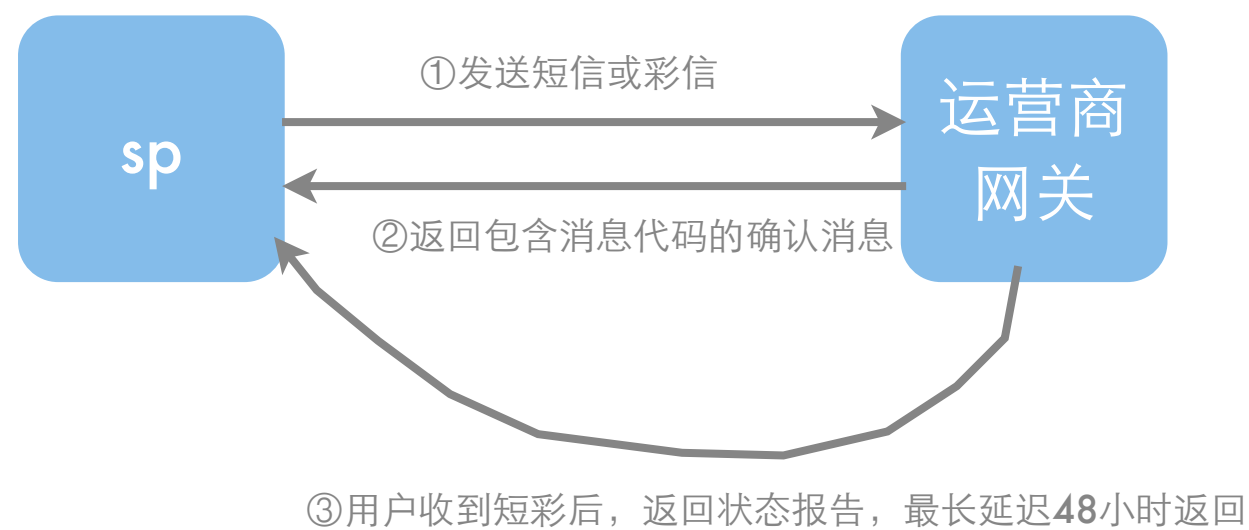 ①发送短信或彩信
sp
运营商
网关
②返回包含消息代码的确认消息
③用户收到短彩后，返回状态报告，最长延迟48小时返回